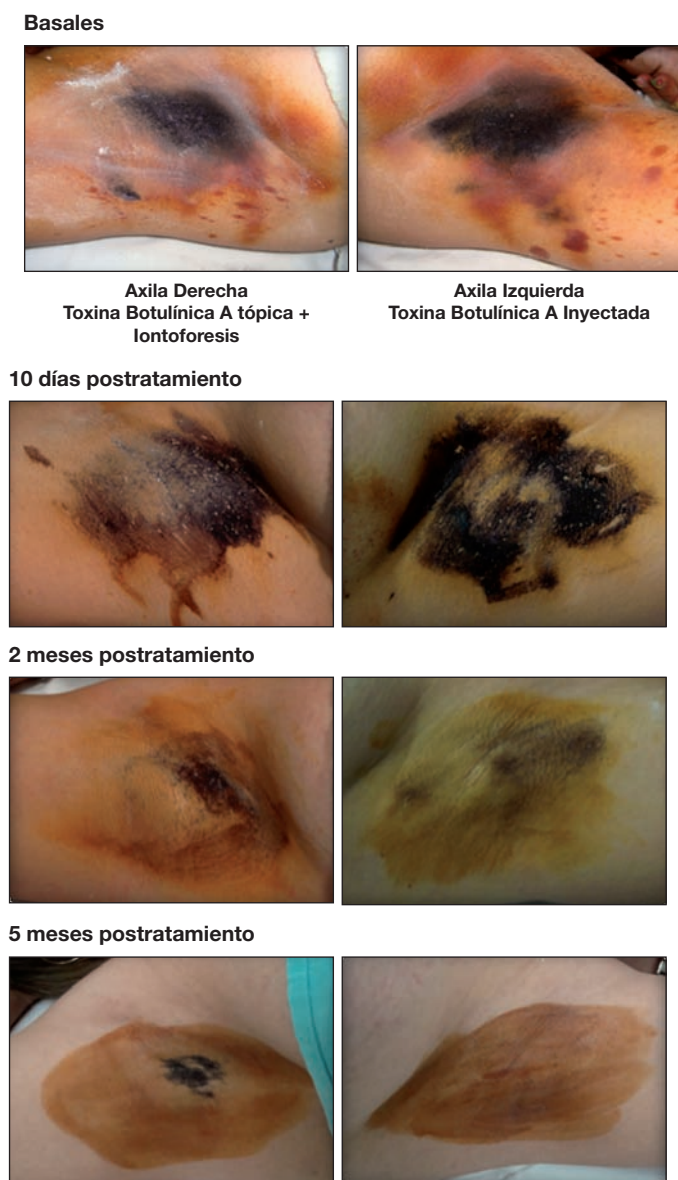 Basales
Axila Derecha
Toxina Botulínica A tópica +
Iontoforesis
Axila Izquierda
Toxina Botulínica A Inyectada
10 días postratamiento
2 meses postratamiento
5 meses postratamiento